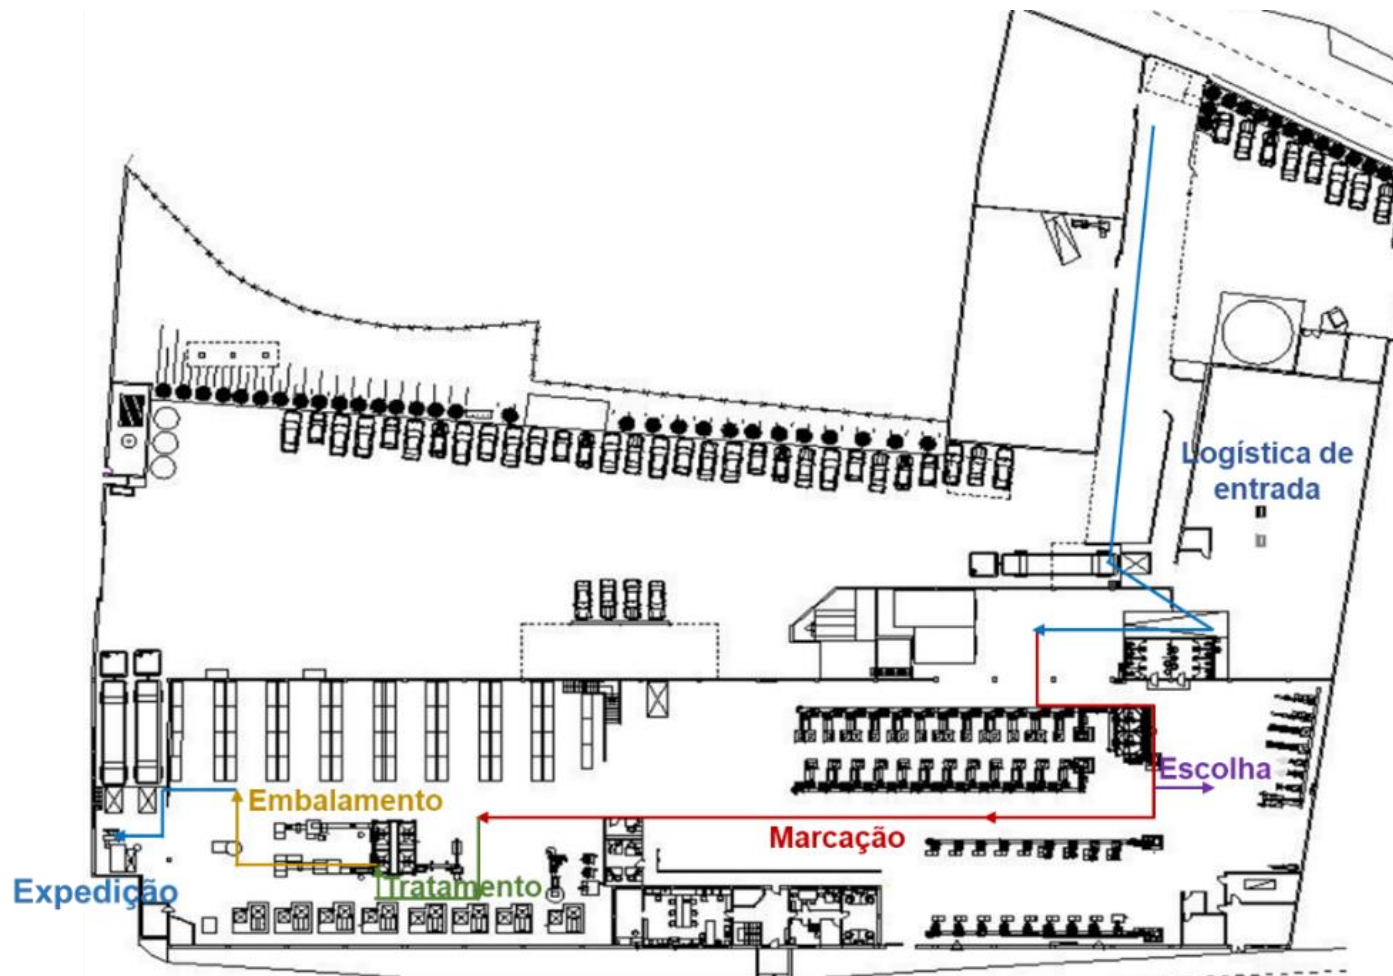 Logística de
entrada
Escolha
Embalamento
Marcação
Tratamento
Expedição